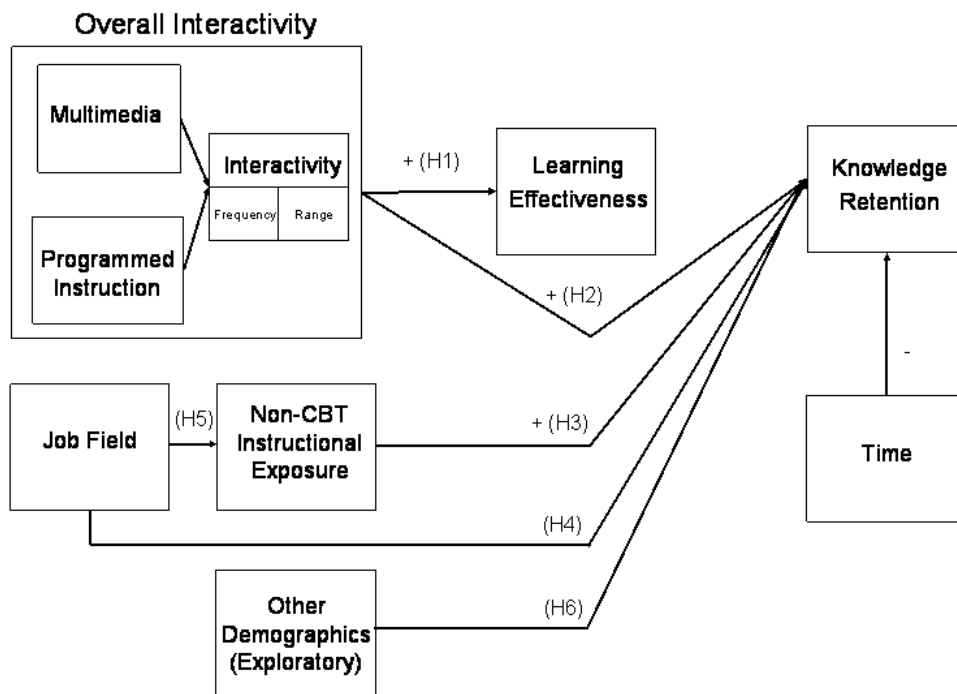 Overall Interactivity
Multimedia
Interactivity
Frequency
Range
Programmed
Instruction
+ (H1)
Learning
Effectiveness
Knowledge
Retention
+ (H2)
-
Job Field
(H5)
Non-CBT
Instructional
Exposure
+ (H3)
Time
(H4)
Other
Demographics
(Exploratory)
(H6)